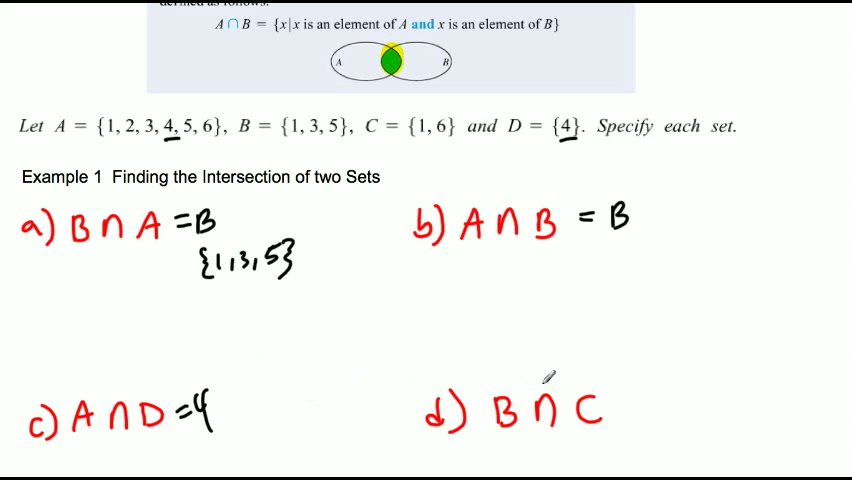 A ∩ B = {x|x is an element of A and x is an element of B}
A B
Let A = {1, 2, 3, 4, 5, 6}, B = {1, 3, 5}, C = {1, 6} and D = {4}. Specify each set.
Example 1 Finding the Intersection of two Sets
a) B ∩ A = B
{1, 3, 5}
b) A ∩ B = B
c) A ∩ D = 4
d) B ∩ C